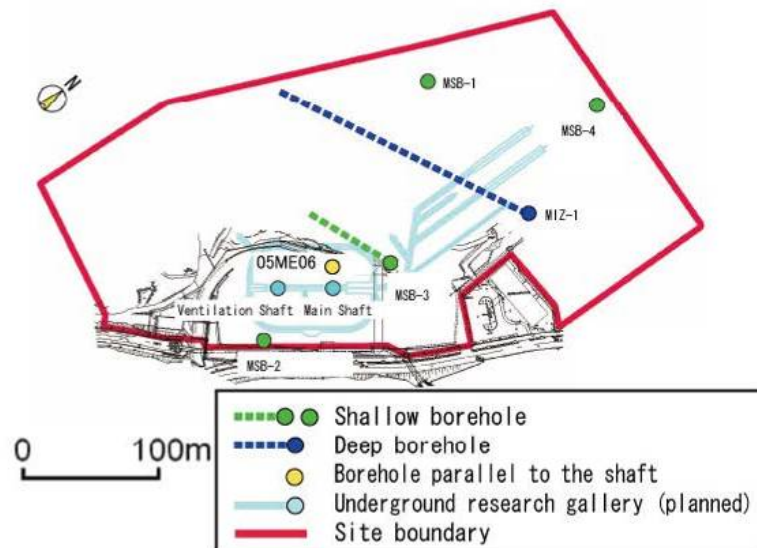 N
MSB-1
MSB-4
MIZ-1
05ME06
MSB-3
Ventilation Shaft Main Shaft
MSB-2
0 100m
Shallow borehole
Deep borehole
Borehole parallel to the shaft
Underground research gallery (planned)
Site boundary